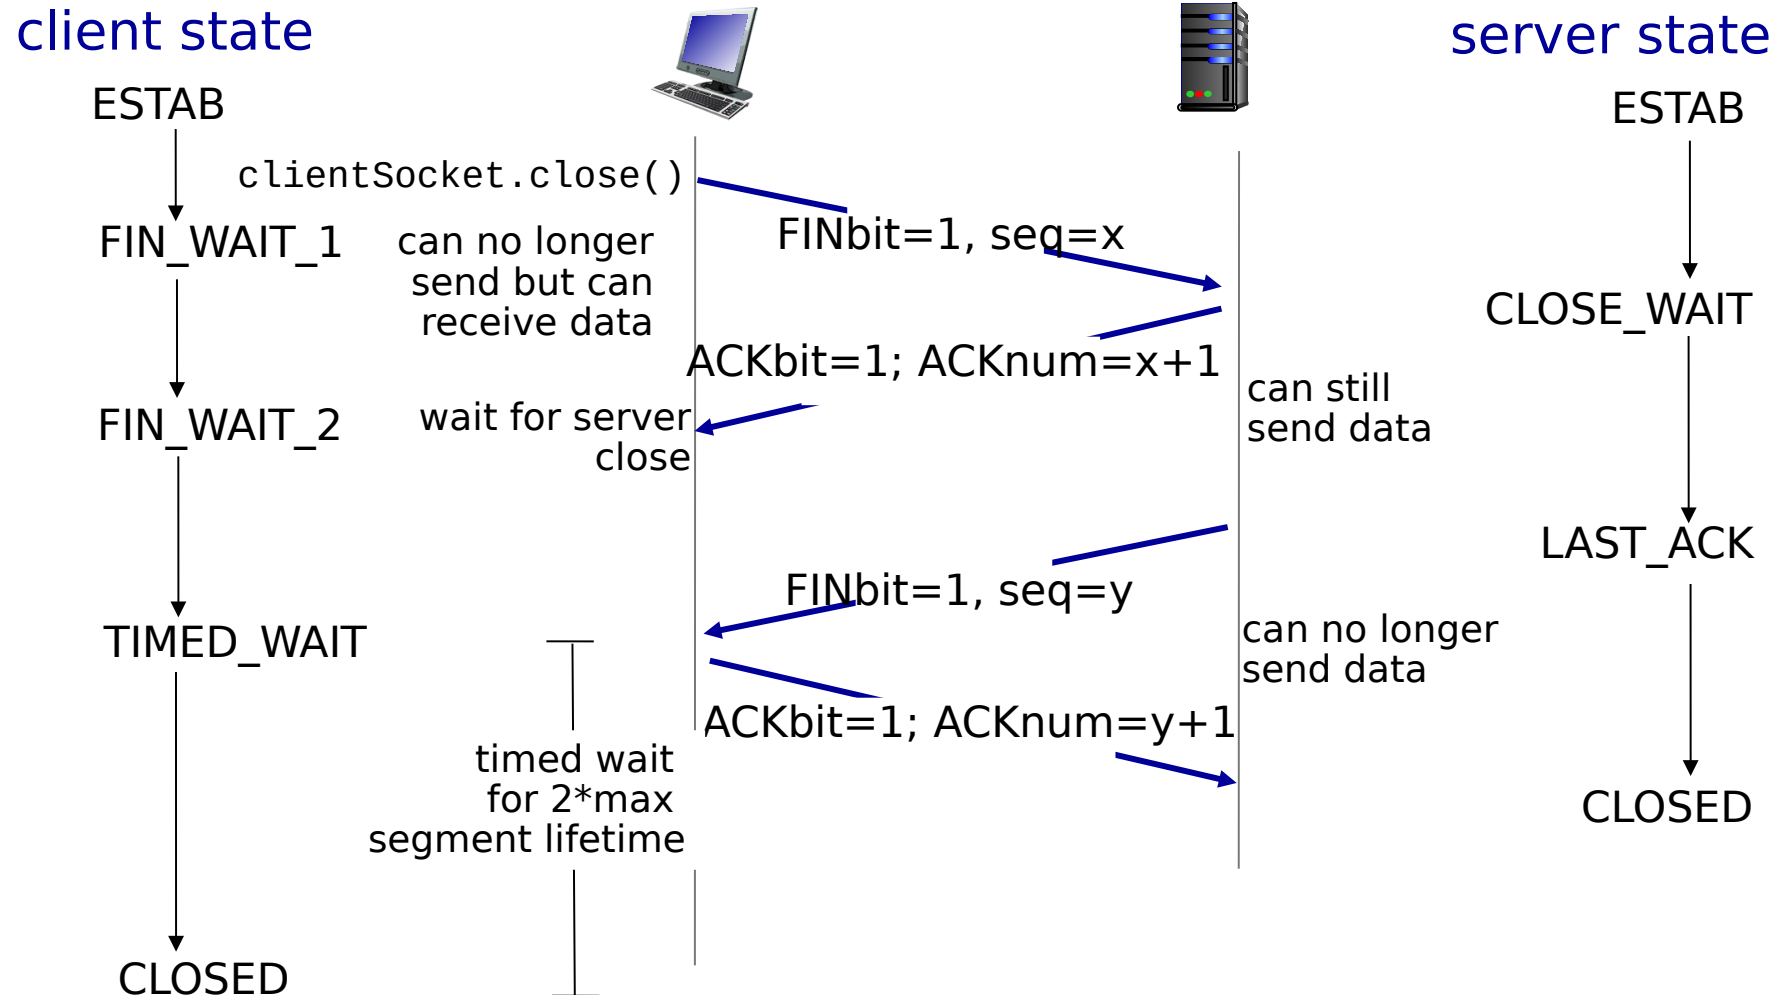 client state
server state
ESTAB
ESTAB
clientSocket.close()
FINbit=1, seq=x
FIN_WAIT_1
can no longer
send but can
receive data
CLOSE_WAIT
ACKbit=1; ACKnum=x+1
can still
send data
FIN_WAIT_2
wait for server
close
LAST_ACK
FINbit=1, seq=y
TIMED_WAIT
can no longer
send data
ACKbit=1; ACKnum=y+1
timed wait
for 2*max
segment lifetime
CLOSED
CLOSED